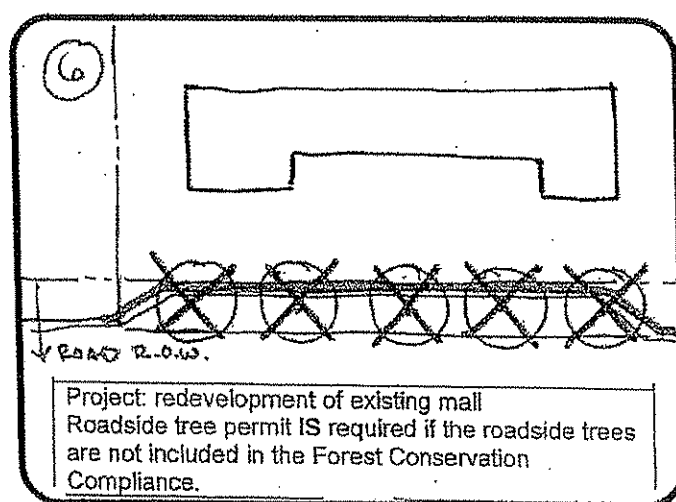 6
ROAD R.O.W.
Project: redevelopment of existing mall
Roadside tree permit IS required if the roadside trees
are not included in the Forest Conservation
Compliance.